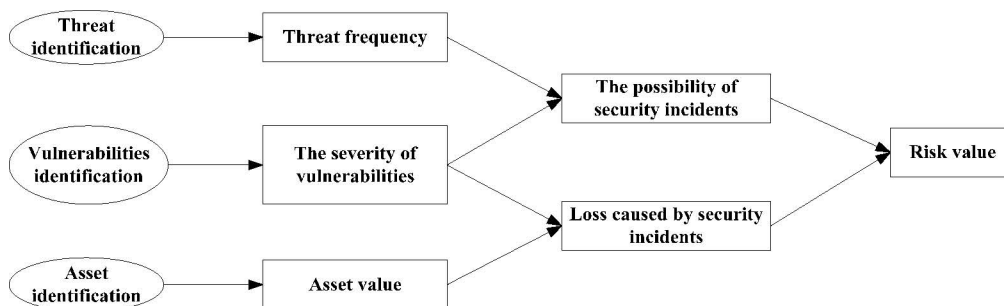 Threat
identification
Threat frequency
The possibility of
security incidents
Vulnerabilities
identification
The severity of
vulnerabilities
Risk value
Loss caused by security
incidents
Asset
identification
Asset value